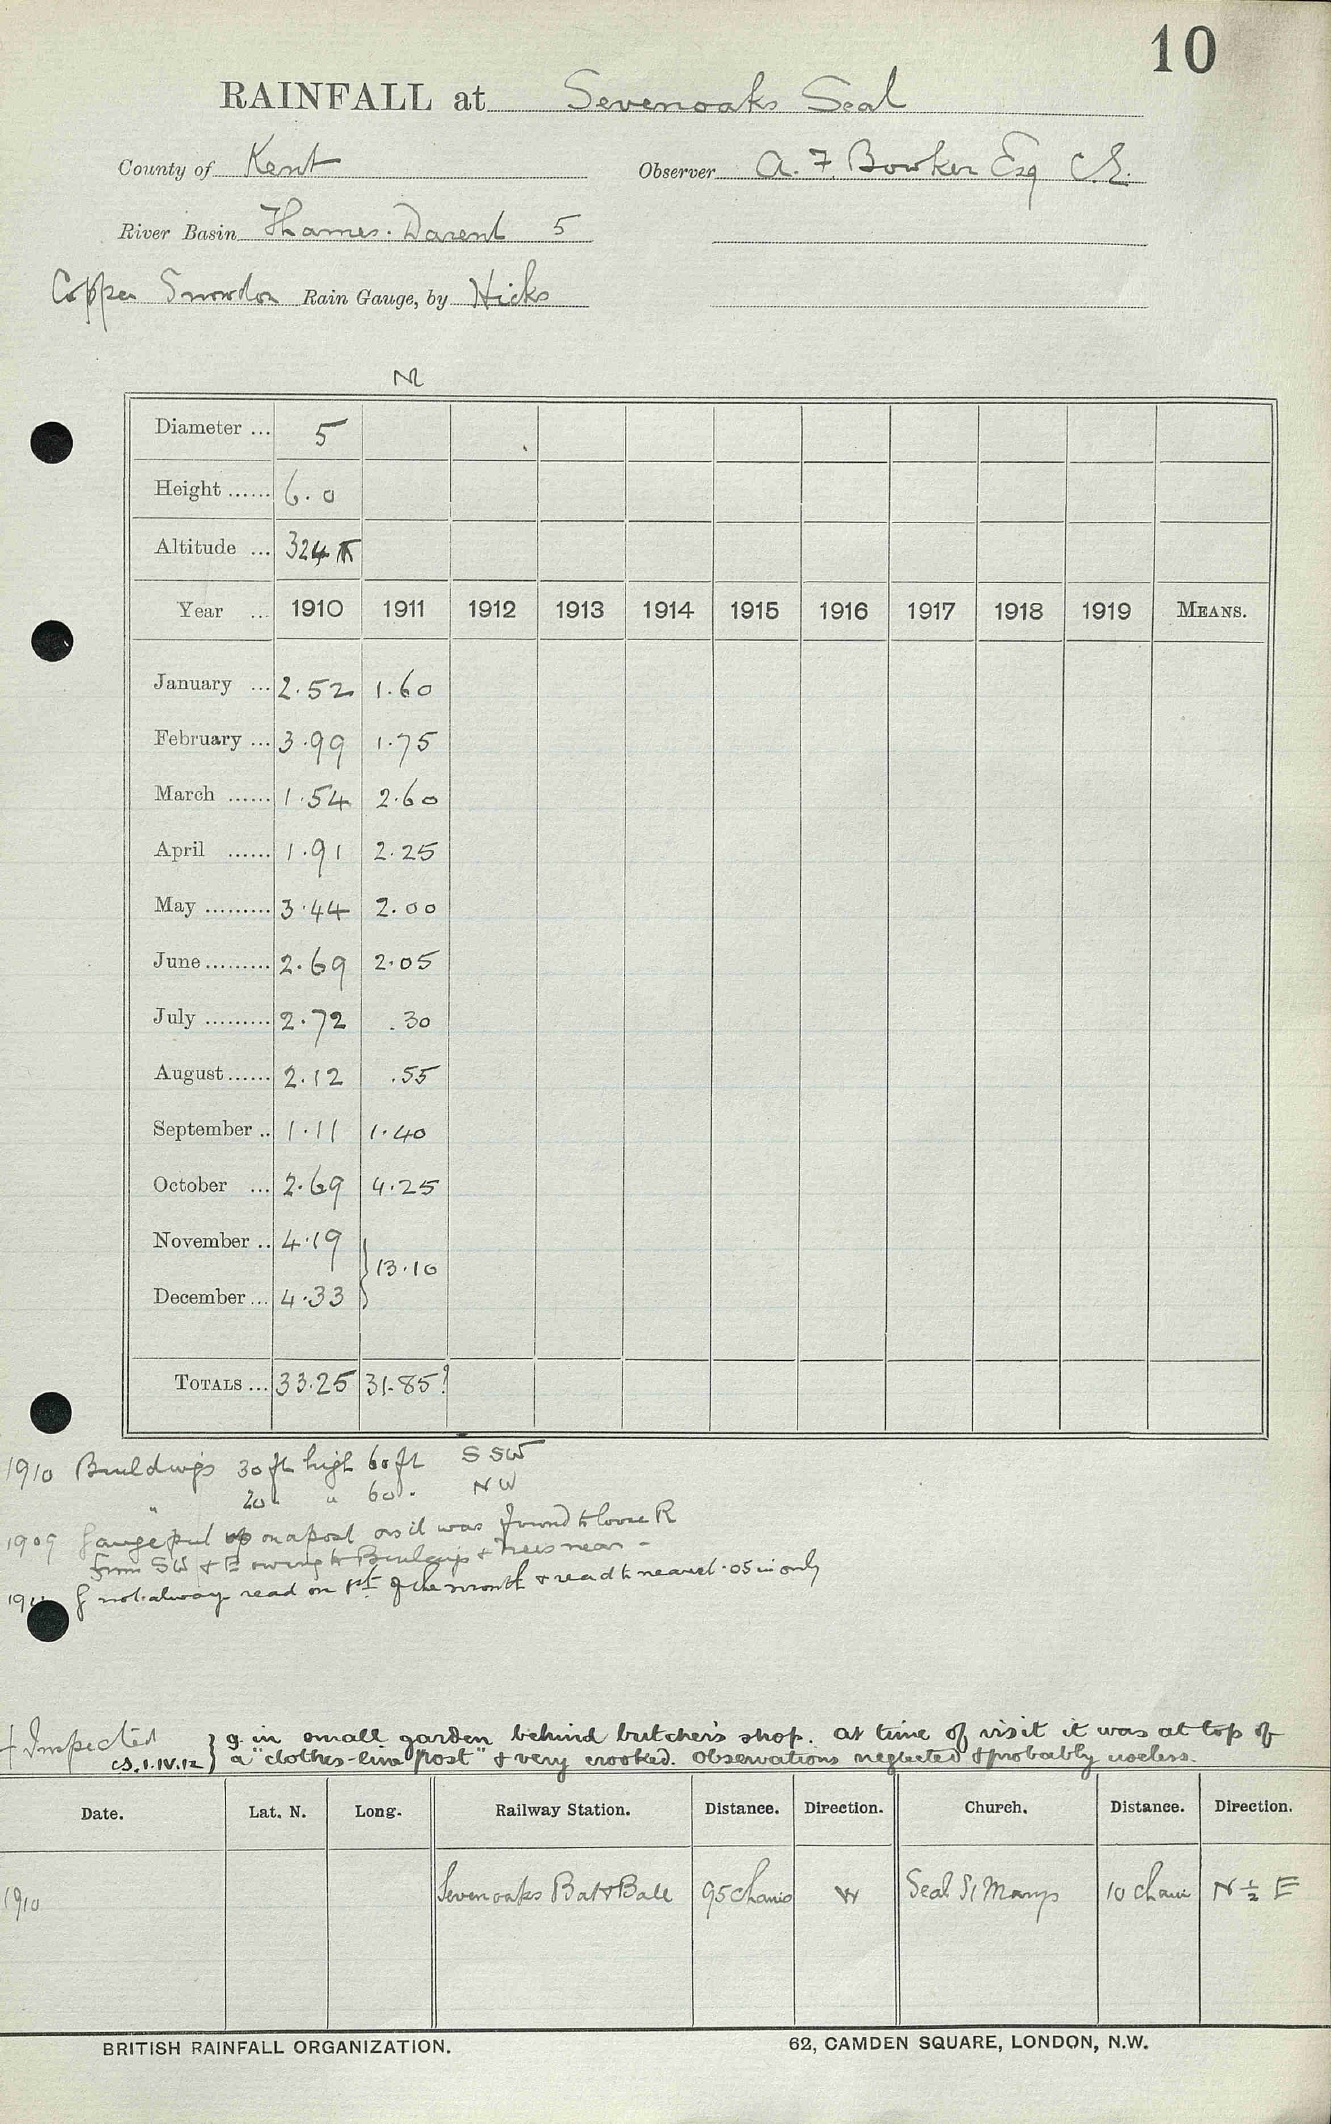 10
RAINFALL at Sevenoaks Seal
County of Kent Observer A. F. Bowker Esq C.E.
River Basin Thames. Darent 5
Copper Snowdon Rain Gauge, by Hicks
Diameter ... 5
Height ...... 6.0
Altitude ... 324
Year ... 1910 1911 1912 1913 1914 1915 1916 1917 1918 1919 MEANS.
January ... 2.52 1.60
February ... 3.99 1.75
March ...... 1.54 2.60
April ...... 1.91 2.25
May ......... 3.44 2.00
June ......... 2.69 2.05
July ......... 2.72 .30
August ...... 2.12 .55
September .. 1.11 1.40
October ... 2.69 4.25
November .. 4.19
} 13.10
December ... 4.33
TOTALS ... 33.25 31.85?
1910 Buildings 30 ft high 60 ft SSW
" 20 " " 60 . NW
1909 Gauge put up on a post as it was found to loose R
from SW & E owing to Buildings & Trees near -
G not always read on 1st of the month & read to nearest .05 in only
+ Inspected } g. in small garden behind butcher's shop. At time of visit it was at top of
CS. 1.IV.12 } a "clothes-line post" & very crooked. Observations neglected & probably useless.
Date. Lat. N. Long. Railway Station. Distance. Direction. Church. Distance. Direction.
1910 Sevenoaks Bat & Ball 95 chains W Seal St Marys 10 chain N ½ E
BRITISH RAINFALL ORGANIZATION. 62, CAMDEN SQUARE, LONDON, N.W.